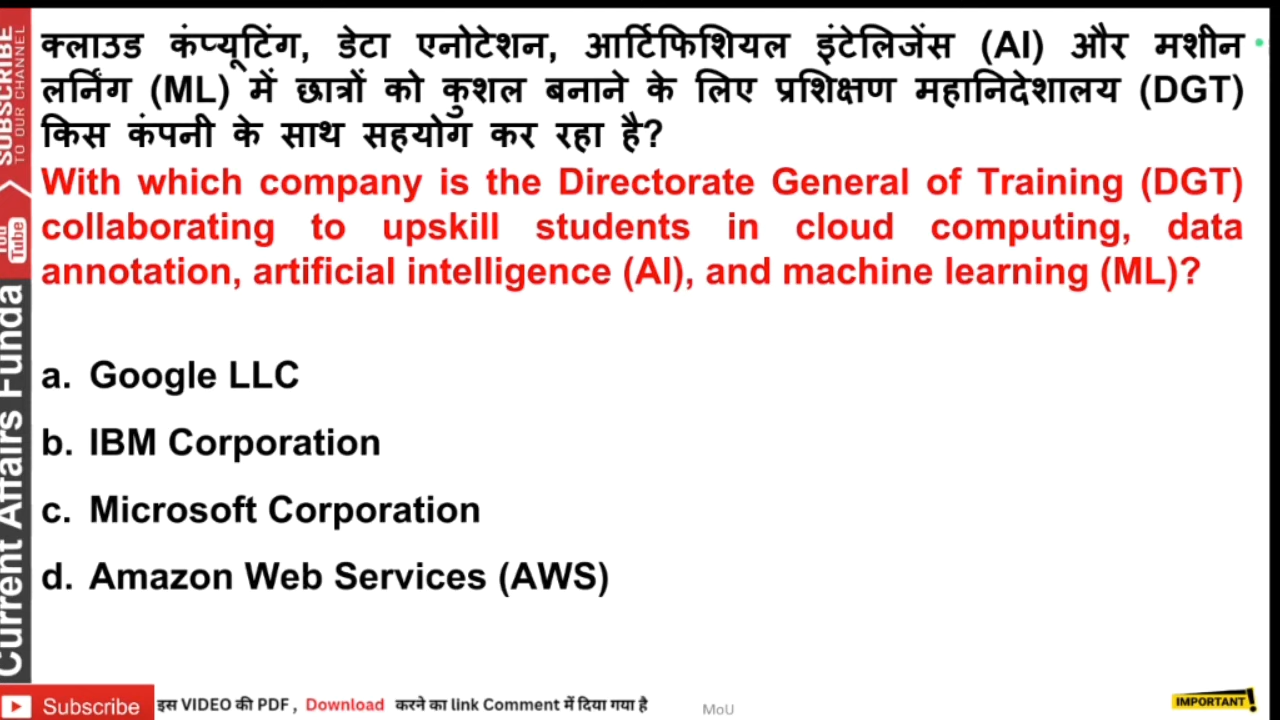 क्लाउड कंप्यूटिंग, डेटा एनोटेशन, आर्टिफिशियल इंटेलिजेंस (AI) और मशीन
लर्निंग (ML) में छात्रों को कुशल बनाने के लिए प्रशिक्षण महानिदेशालय (DGT)
किस कंपनी के साथ सहयोग कर रहा है?
With which company is the Directorate General of Training (DGT)
collaborating to upskill students in cloud computing, data
annotation, artificial intelligence (AI), and machine learning (ML)?
a. Google LLC
b. IBM Corporation
c. Microsoft Corporation
d. Amazon Web Services (AWS)
SUBSCRIBE
TO OUR CHANNEL
You Tube
Current Affairs Funda
Subscribe
इस VIDEO की PDF, Download करने का link Comment में दिया गया है
MoU
IMPORTANT!